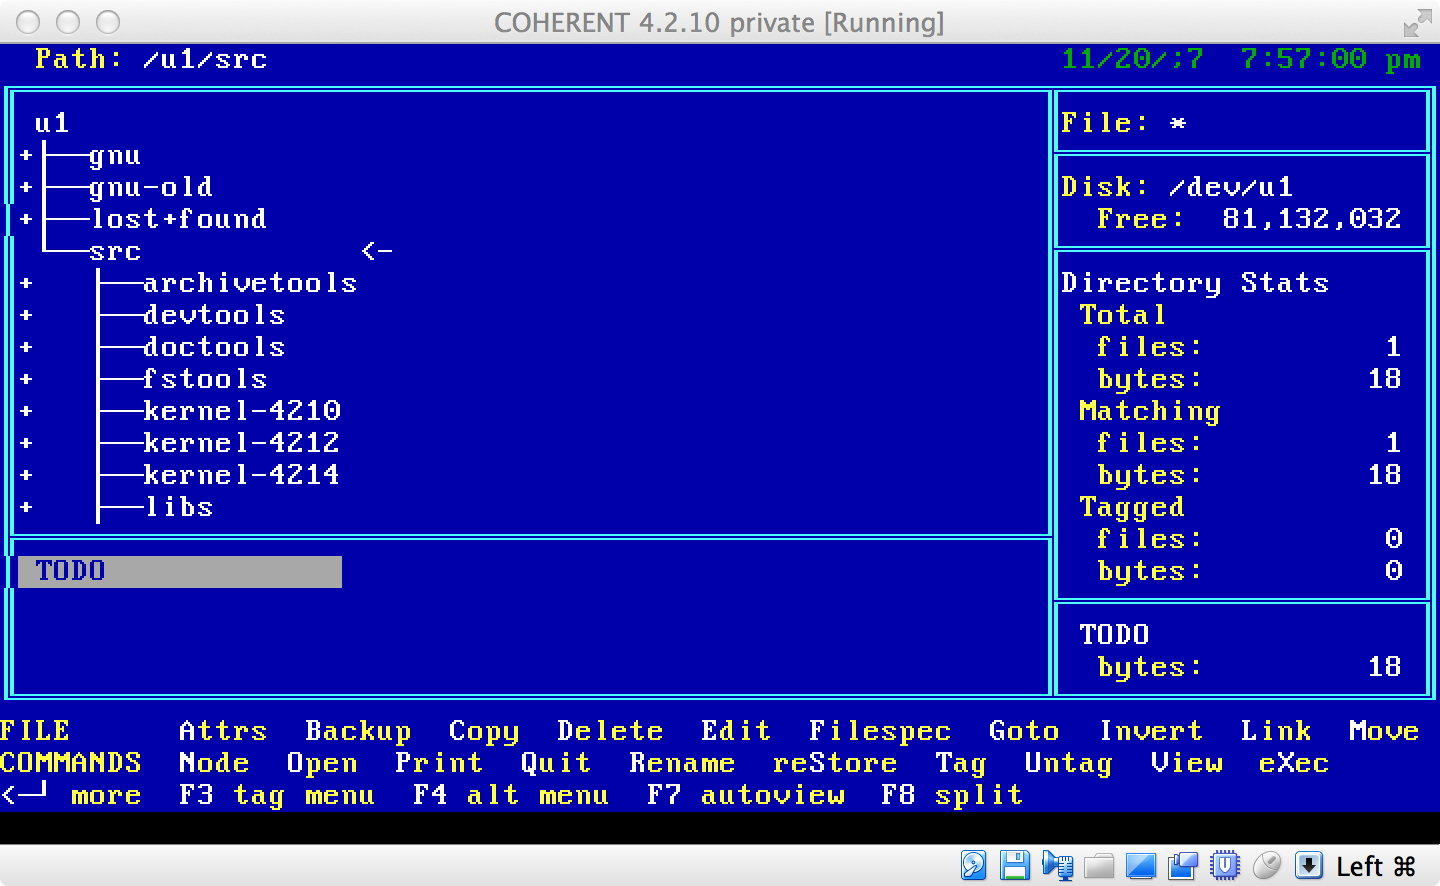 COHERENT 4.2.10 private [Running]
Path: /u1/src 11/20/;7 7:57:00 pm
u1
+ gnu
+ gnu-old
+ lost+found
src <-
+ archivetools
+ devtools
+ doctools
+ fstools
+ kernel-4210
+ kernel-4212
+ kernel-4214
+ libs
TODO
File: *
Disk: /dev/u1
Free: 81,132,032
Directory Stats
Total
files: 1
bytes: 18
Matching
files: 1
bytes: 18
Tagged
files: 0
bytes: 0
TODO
bytes: 18
FILE Attrs Backup Copy Delete Edit Filespec Goto Invert Link Move
COMMANDS Node Open Print Quit Rename reStore Tag Untag View eXec
<─┘ more F3 tag menu F4 alt menu F7 autoview F8 split
Left ⌘